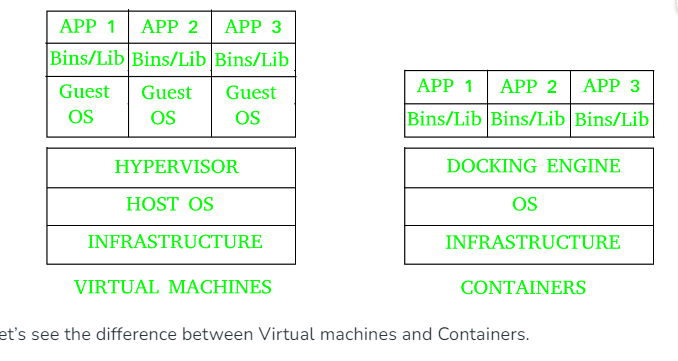 APP 1 APP 2 APP 3
Bins/Lib Bins/Lib Bins/Lib
Guest OS Guest OS Guest OS
HYPERVISOR
HOST OS
INFRASTRUCTURE
VIRTUAL MACHINES
APP 1 APP 2 APP 3
Bins/Lib Bins/Lib Bins/Lib
DOCKING ENGINE
OS
INFRASTRUCTURE
CONTAINERS
et's see the difference between Virtual machines and Containers.